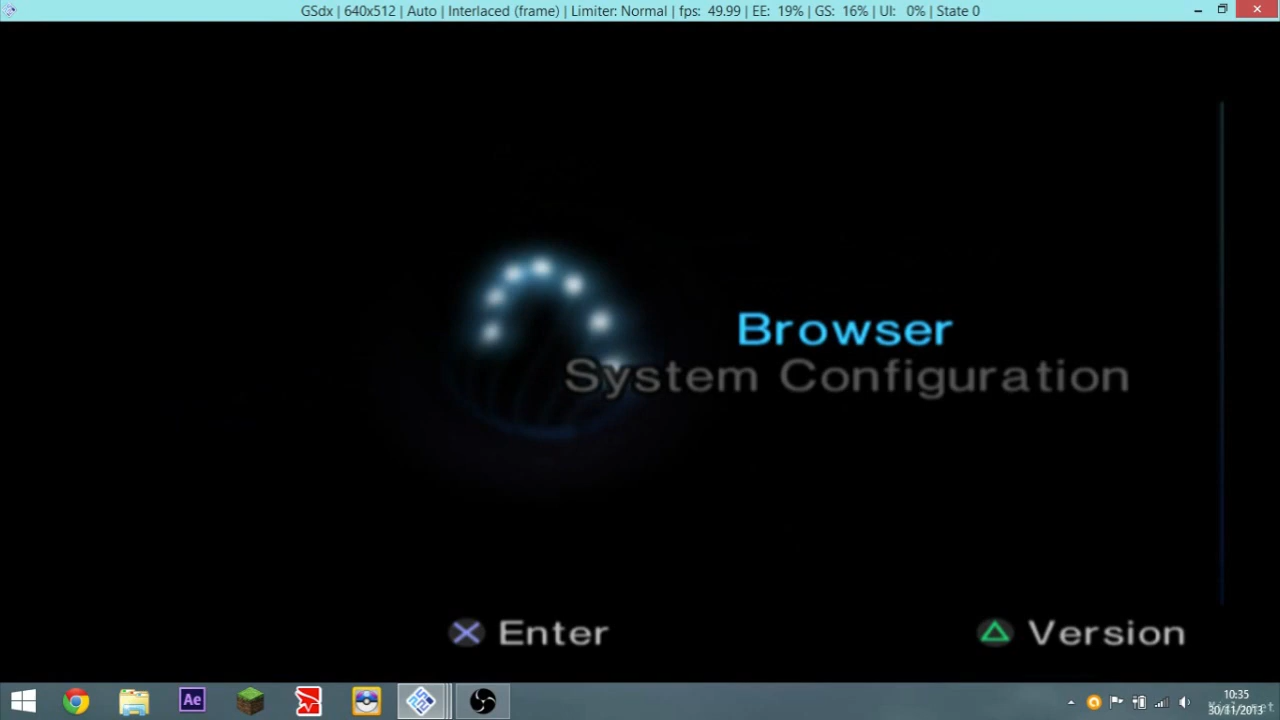 GSdx | 640x512 | Auto | Interlaced (frame) | Limiter: Normal | fps: 49.99 | EE: 19% | GS: 16% | UI: 0% | State 0
Browser
System Configuration
Enter
Version
Ae
10:35
30/11/2013